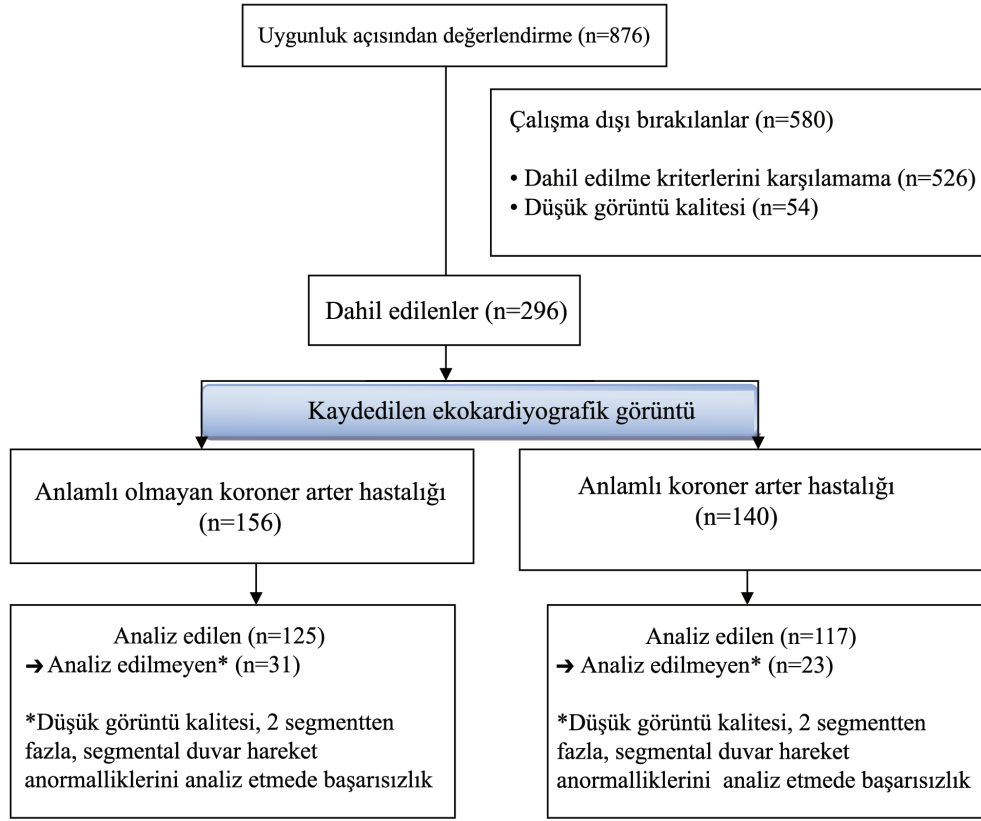 Uygunluk açısından değerlendirme (n=876)
Çalışma dışı bırakılanlar (n=580)
• Dahil edilme kriterlerini karşılamama (n=526)
• Düşük görüntü kalitesi (n=54)
Dahil edilenler (n=296)
Kaydedilen ekokardiyografik görüntü
Anlamlı olmayan koroner arter hastalığı
(n=156)
Anlamlı koroner arter hastalığı
(n=140)
Analiz edilen (n=125)
➔ Analiz edilmeyen* (n=31)
*Düşük görüntü kalitesi, 2 segmentten
fazla, segmental duvar hareket
anormalliklerini analiz etmede başarısızlık
Analiz edilen (n=117)
➔ Analiz edilmeyen* (n=23)
*Düşük görüntü kalitesi, 2 segmentten
fazla, segmental duvar hareket
anormalliklerini analiz etmede başarısızlık